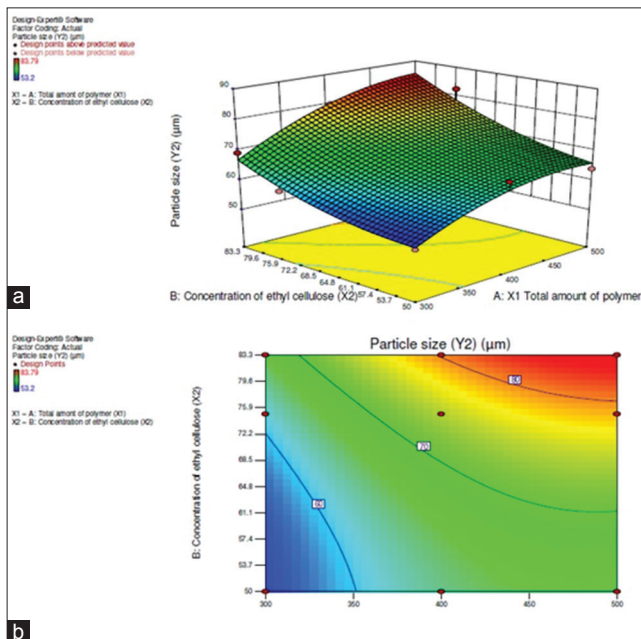 Design-Expert® Software
Factor Coding: Actual
Particle size (Y2) (µm)
Design points above predicted value
Design points below predicted value
83.79
53.2
X1 = A: Total amont of polymer (X1)
X2 = B: Concentration of ethyl cellulose (X2)
Particle size (Y2) (µm)
90
80
70
60
50
83.3
79.6
75.9
72.2
68.5
64.8
61.1
57.4
53.7
50
300
350
400
450
500
B: Concentration of ethyl cellulose (X2)
A: X1 Total amount of polymer
a
Design-Expert® Software
Factor Coding: Actual
Particle size (Y2) (µm)
Design Points
83.79
53.2
X1 = A: Total amont of polymer (X1)
X2 = B: Concentration of ethyl cellulose (X2)
Particle size (Y2) (µm)
B: Concentration of ethyl cellulose (X2)
83.3
79.6
75.9
72.2
68.5
64.8
61.1
57.4
53.7
50
300
350
400
450
500
80
70
60
b